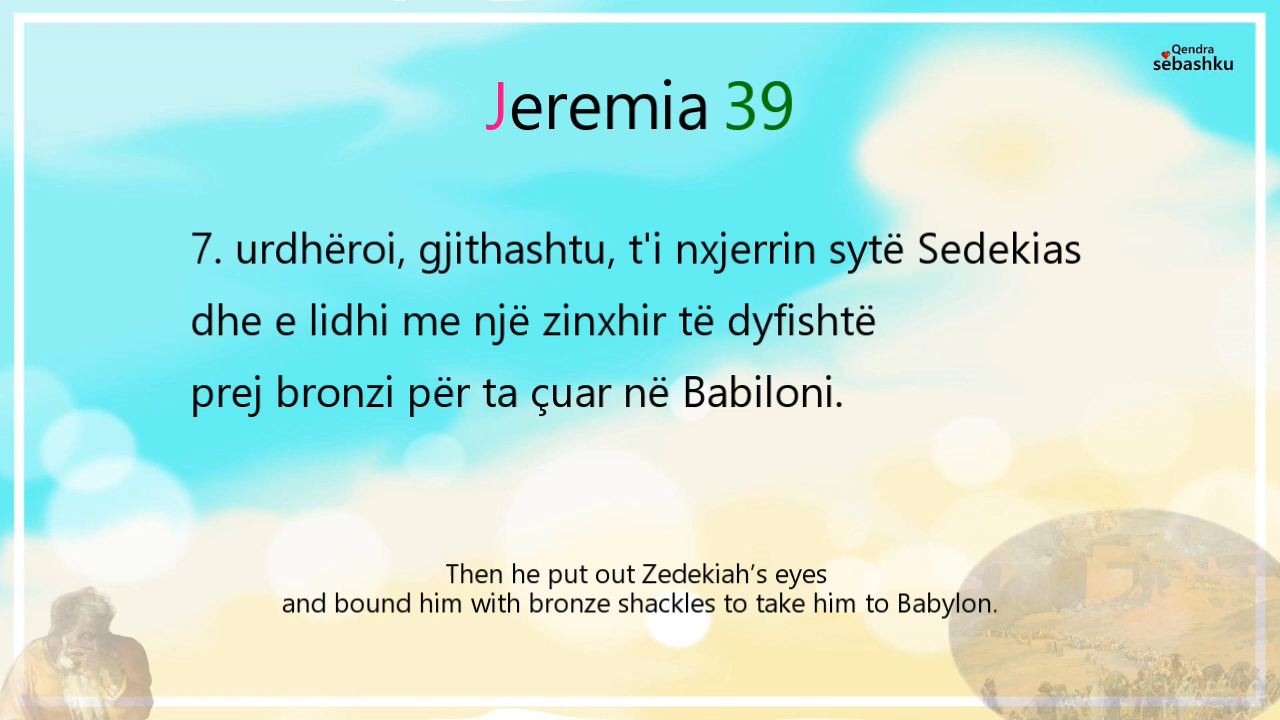 Qendra
sëbashku
Jeremia 39
7. urdhëroi, gjithashtu, t'i nxjerrin sytë Sedekias
dhe e lidhi me një zinxhir të dyfishtë
prej bronzi për ta çuar në Babiloni.
Then he put out Zedekiah’s eyes
and bound him with bronze shackles to take him to Babylon.